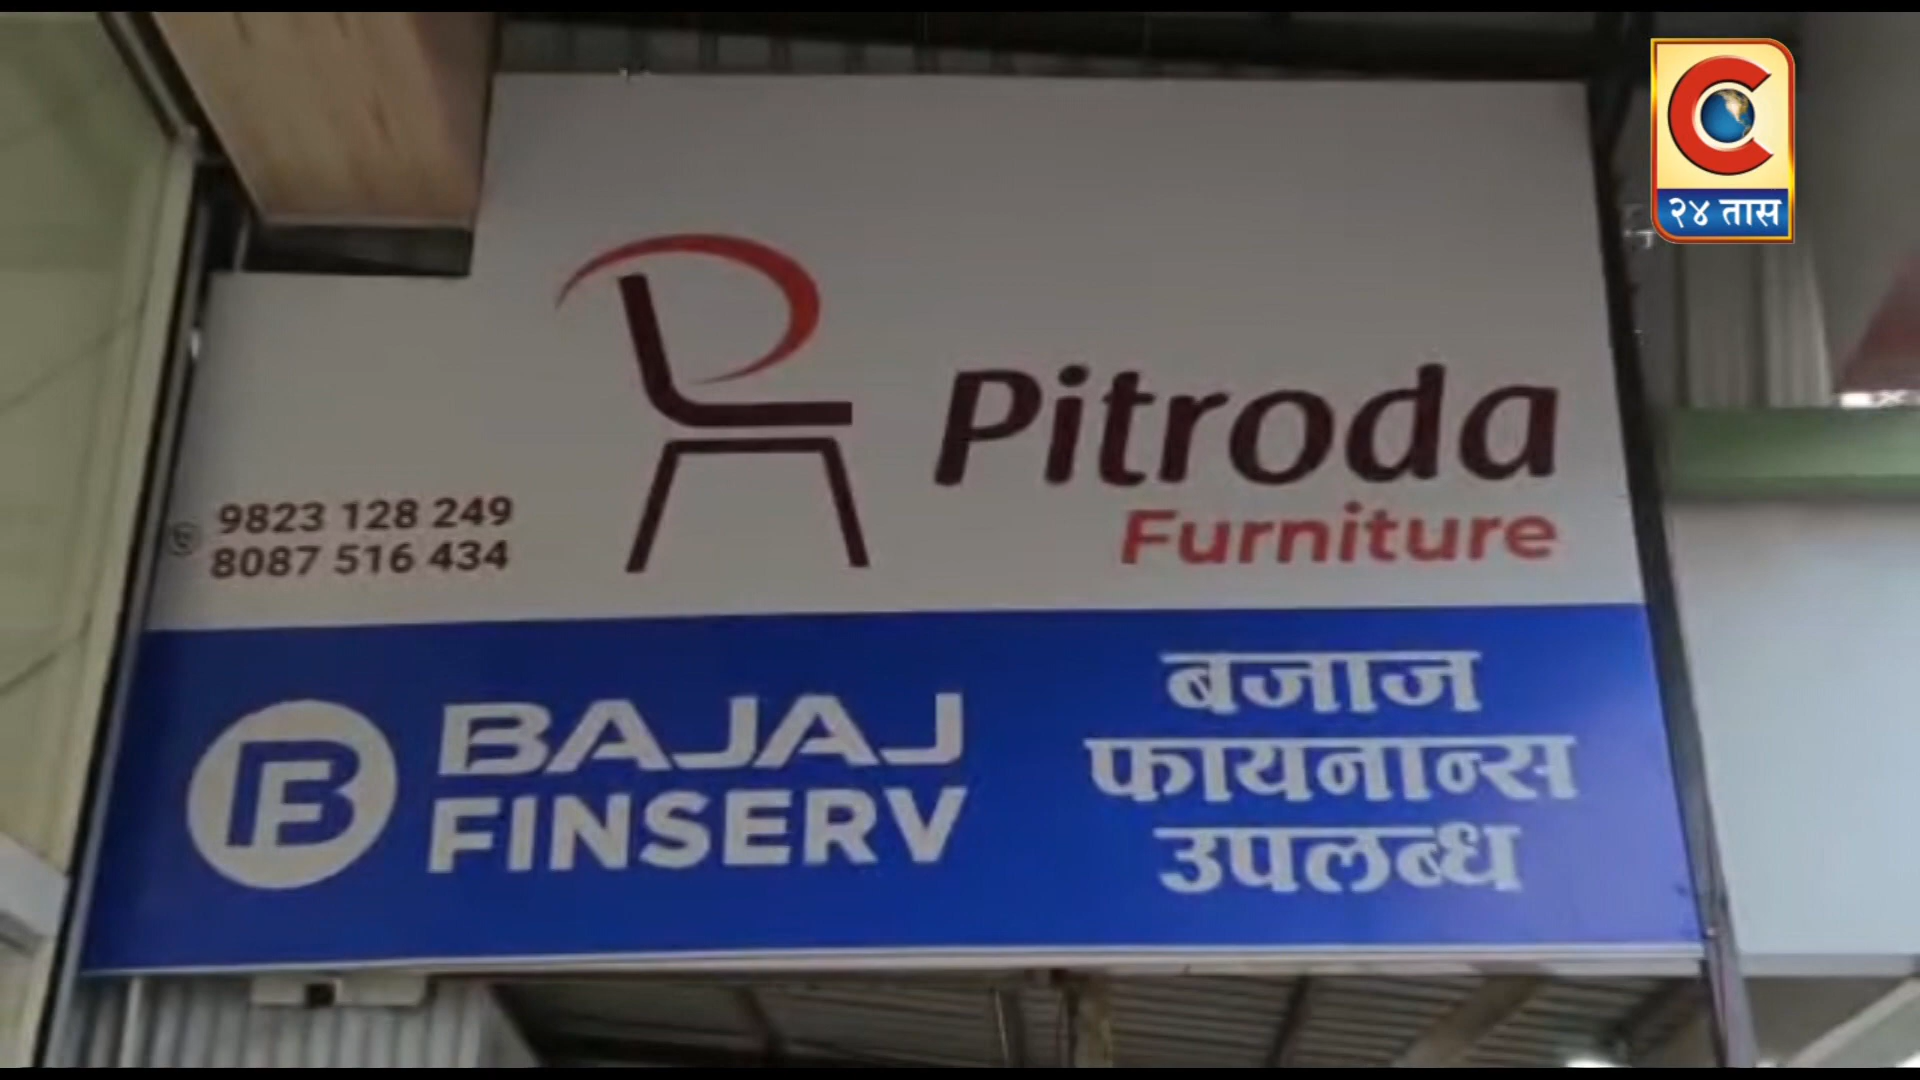 C
२४ तास
Pitroda
Furniture
9823 128 249
8087 516 434
BAJAJ
FINSERV
बजाज
फायनान्स
उपलब्ध